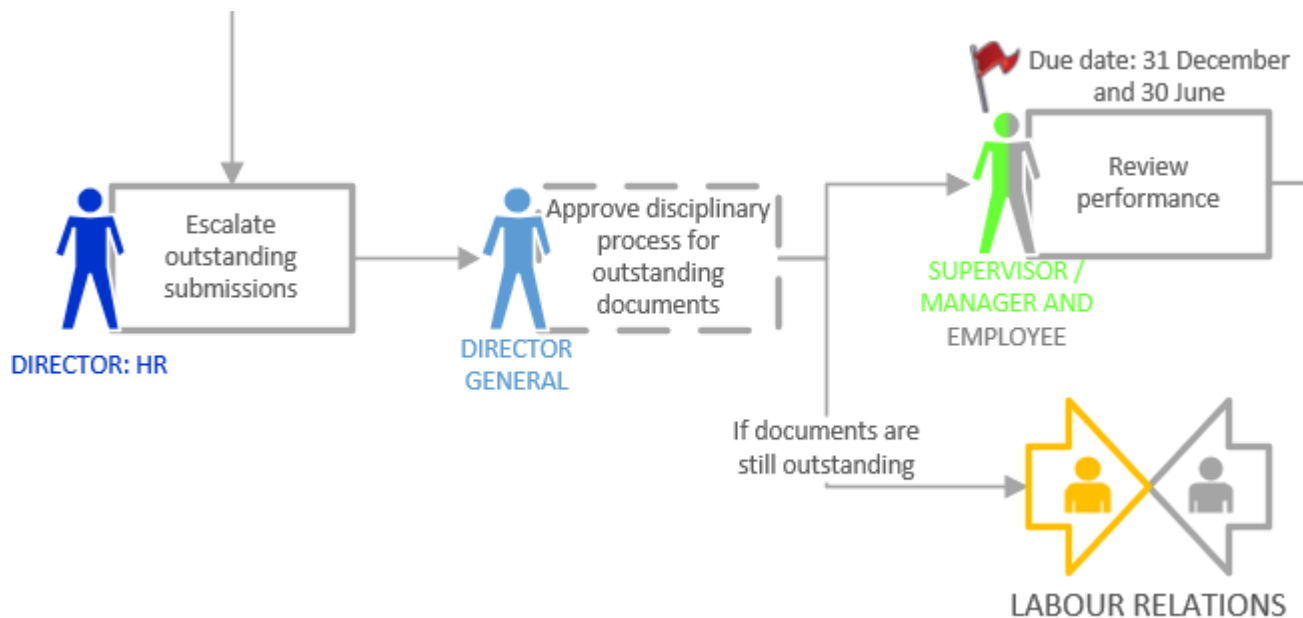 Due date: 31 December
and 30 June
Escalate
outstanding
submissions
DIRECTOR: HR
Approve disciplinary
process for
outstanding
documents
DIRECTOR
GENERAL
Review
performance
SUPERVISOR /
MANAGER AND
EMPLOYEE
If documents are
still outstanding
LABOUR RELATIONS